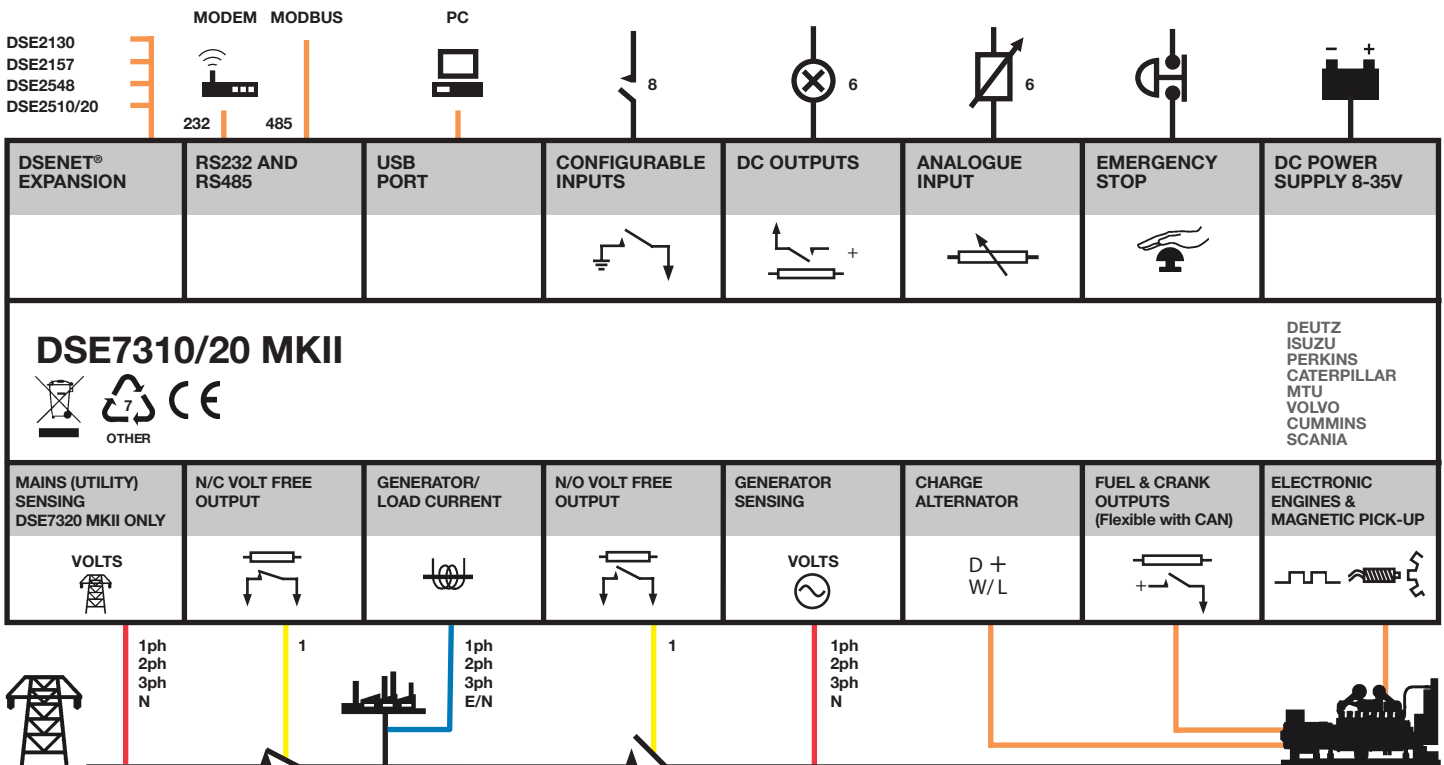 MODEM MODBUS PC
DSE2130
DSE2157
DSE2548
DSE2510/20
232 485
8
6
6
- +
DSENET®
EXPANSION
RS232 AND
RS485
USB
PORT
CONFIGURABLE
INPUTS
DC OUTPUTS
ANALOGUE
INPUT
EMERGENCY
STOP
DC POWER
SUPPLY 8-35V
+
DSE7310/20 MKII
7
CE
OTHER
DEUTZ
ISUZU
PERKINS
CATERPILLAR
MTU
VOLVO
CUMMINS
SCANIA
MAINS (UTILITY)
SENSING
DSE7320 MKII ONLY
N/C VOLT FREE
OUTPUT
GENERATOR/
LOAD CURRENT
N/O VOLT FREE
OUTPUT
GENERATOR
SENSING
CHARGE
ALTERNATOR
FUEL & CRANK
OUTPUTS
(Flexible with CAN)
ELECTRONIC
ENGINES &
MAGNETIC PICK-UP
VOLTS
VOLTS
D +
W/L
+
1ph
2ph
3ph
N
1
1ph
2ph
3ph
E/N
1
1ph
2ph
3ph
N